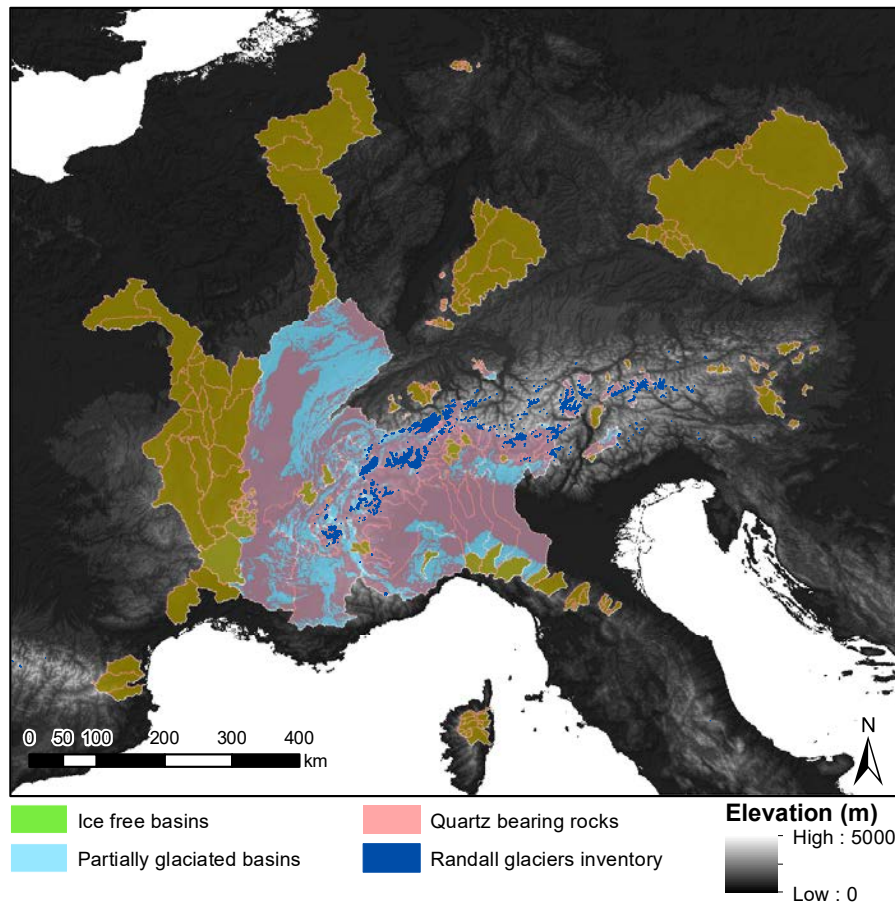 N
0 50 100 200 300 400
km
Ice free basins
Quartz bearing rocks
Partially glaciated basins
Randall glaciers inventory
Elevation (m)
High : 5000
Low : 0